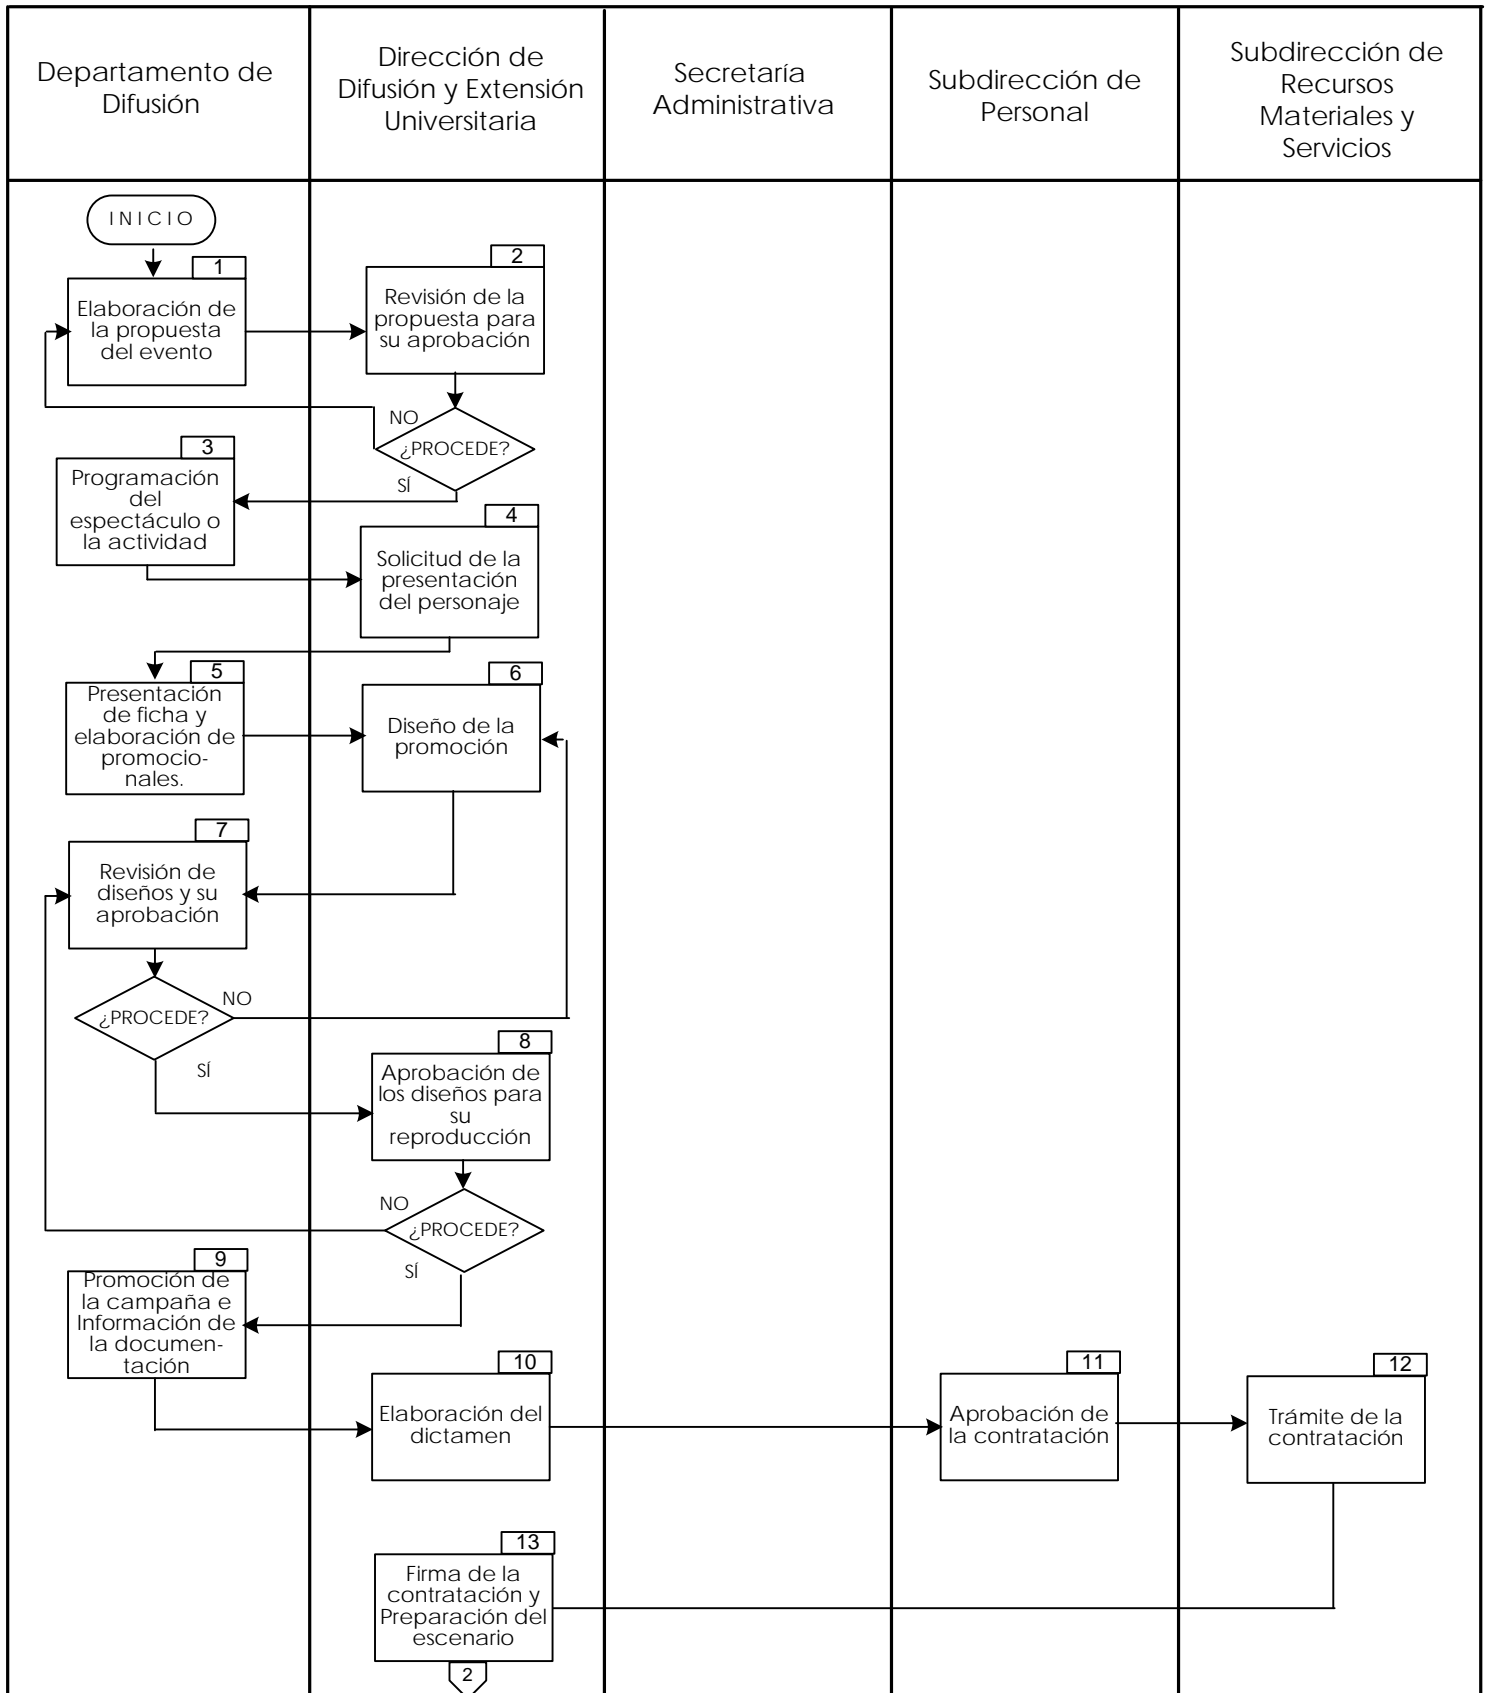 Departamento de
Difusión
Dirección de
Difusión y Extensión
Universitaria
Secretaría
Administrativa
Subdirección de
Personal
Subdirección de
Recursos
Materiales y
Servicios
INICIO
1
Elaboración de
la propuesta
del evento
2
Revisión de la
propuesta para
su aprobación
NO
¿PROCEDE?
SÍ
3
Programación
del
espectáculo o
la actividad
4
Solicitud de la
presentación
del personaje
5
Presentación
de ficha y
elaboración de
promocio-
nales.
6
Diseño de la
promoción
7
Revisión de
diseños y su
aprobación
¿PROCEDE?
NO
SÍ
8
Aprobación de
los diseños para
su
reproducción
NO
¿PROCEDE?
SÍ
9
Promoción de
la campaña e
Información de
la documen-
tación
10
Elaboración del
dictamen
11
Aprobación de
la contratación
12
Trámite de la
contratación
13
Firma de la
contratación y
Preparación del
escenario
2